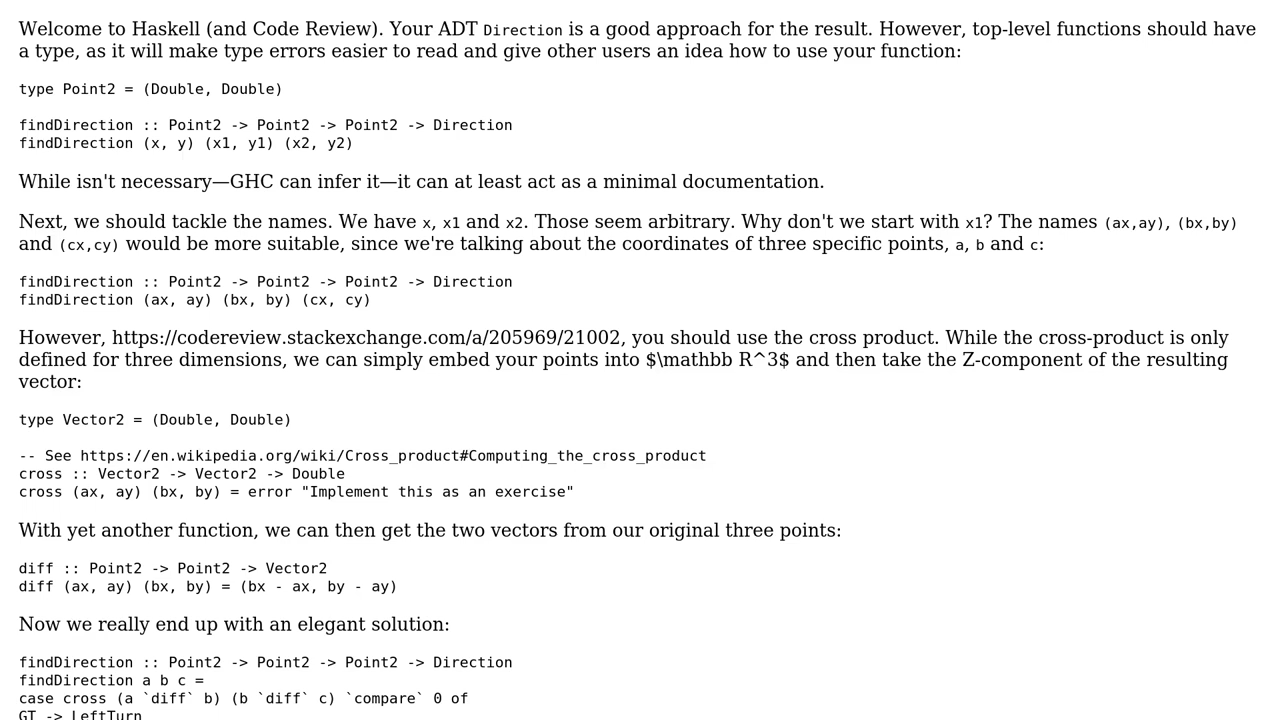 Welcome to Haskell (and Code Review). Your ADT Direction is a good approach for the result. However, top-level functions should have
a type, as it will make type errors easier to read and give other users an idea how to use your function:
type Point2 = (Double, Double)
findDirection :: Point2 -> Point2 -> Point2 -> Direction
findDirection (x, y) (x1, y1) (x2, y2)
While isn't necessary—GHC can infer it—it can at least act as a minimal documentation.
Next, we should tackle the names. We have x, x1 and x2. Those seem arbitrary. Why don't we start with x1? The names (ax,ay), (bx,by)
and (cx,cy) would be more suitable, since we're talking about the coordinates of three specific points, a, b and c:
findDirection :: Point2 -> Point2 -> Point2 -> Direction
findDirection (ax, ay) (bx, by) (cx, cy)
However, https://codereview.stackexchange.com/a/205969/21002, you should use the cross product. While the cross-product is only
defined for three dimensions, we can simply embed your points into $\mathbb R^3$ and then take the Z-component of the resulting
vector:
type Vector2 = (Double, Double)
-- See https://en.wikipedia.org/wiki/Cross_product#Computing_the_cross_product
cross :: Vector2 -> Vector2 -> Double
cross (ax, ay) (bx, by) = error "Implement this as an exercise"
With yet another function, we can then get the two vectors from our original three points:
diff :: Point2 -> Point2 -> Vector2
diff (ax, ay) (bx, by) = (bx - ax, by - ay)
Now we really end up with an elegant solution:
findDirection :: Point2 -> Point2 -> Point2 -> Direction
findDirection a b c =
case cross (a `diff` b) (b `diff` c) `compare` 0 of
GT -> LeftTurn